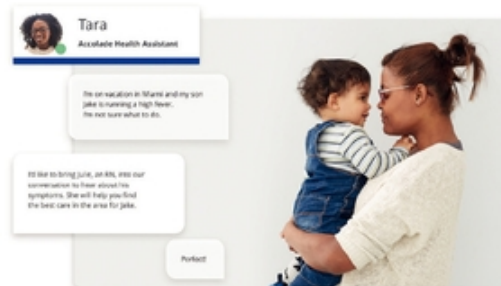 Tara
Accolade Health Assistant
I'm on vacation in Miami and my son
Jake is running a high fever.
I'm not sure what to do.
I'd like to bring Julie, an RN, into our
conversation to hear about his
symptoms. She will help you find
the best care in the area for Jake.
Perfect!